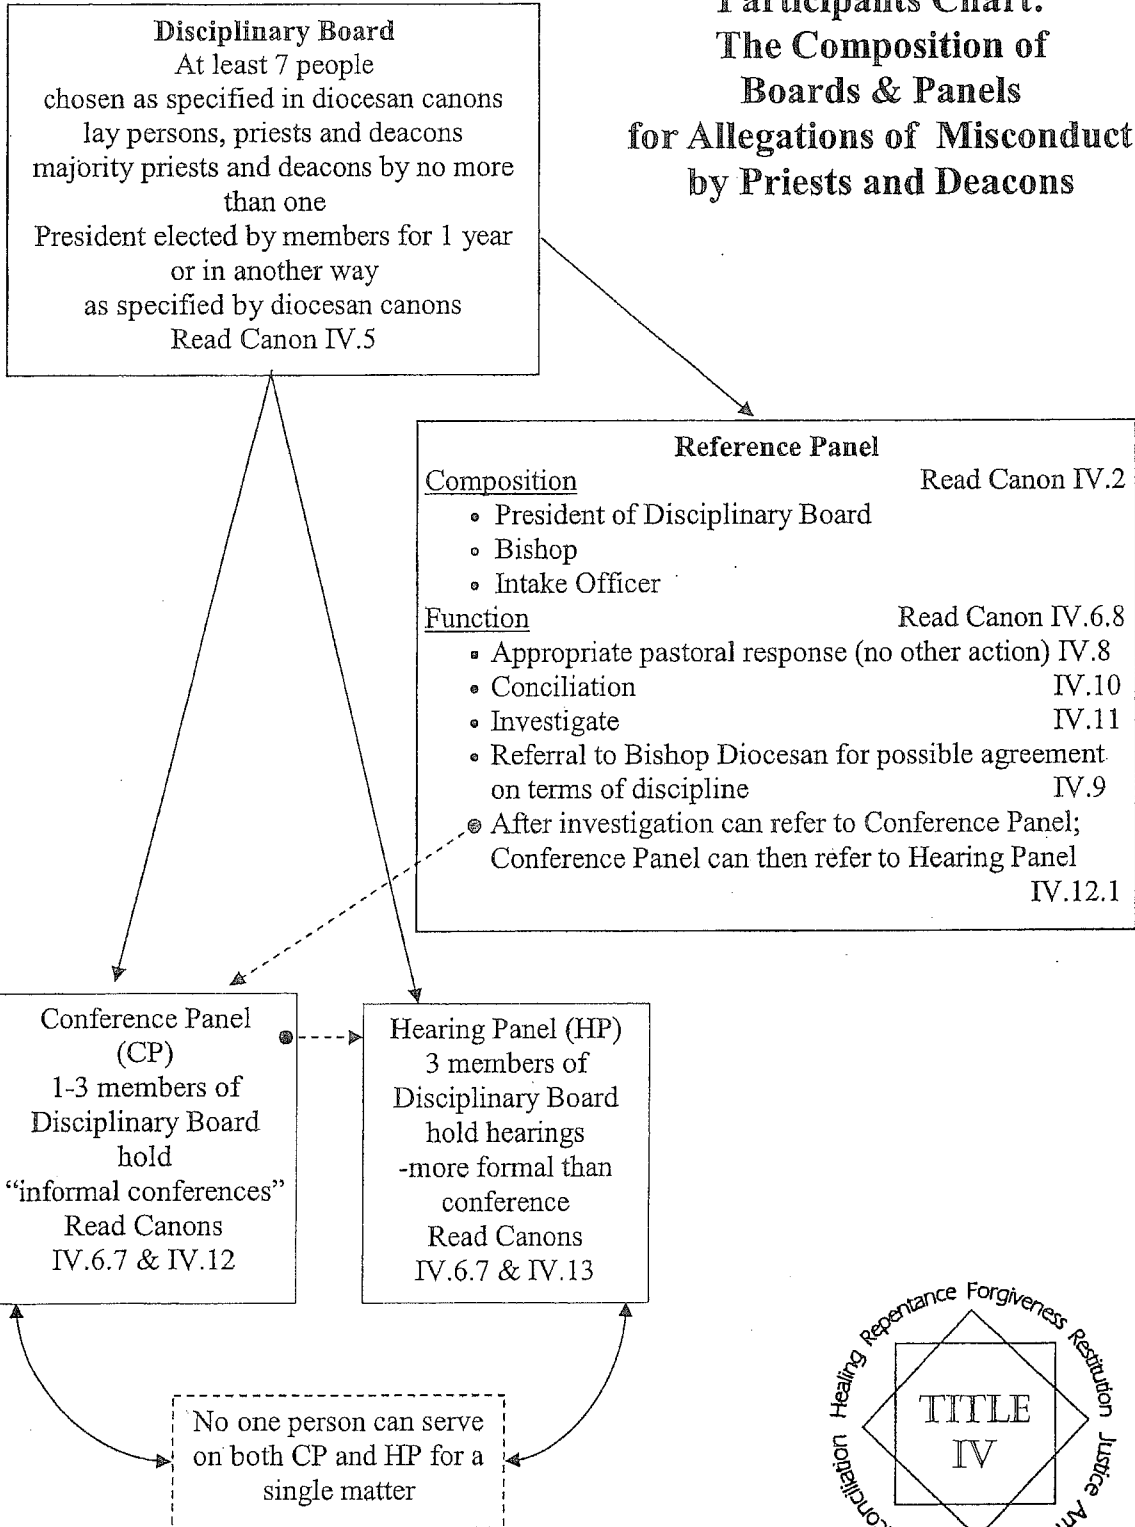 Participants Chart:
The Composition of
Boards & Panels
for Allegations of Misconduct
by Priests and Deacons
Disciplinary Board
At least 7 people
chosen as specified in diocesan canons
lay persons, priests and deacons
majority priests and deacons by no more
than one
President elected by members for 1 year
or in another way
as specified by diocesan canons
Read Canon IV.5
Reference Panel
Composition Read Canon IV.2
• President of Disciplinary Board
• Bishop
• Intake Officer
Function Read Canon IV.6.8
▪ Appropriate pastoral response (no other action) IV.8
• Conciliation IV.10
• Investigate IV.11
• Referral to Bishop Diocesan for possible agreement
on terms of discipline IV.9
• After investigation can refer to Conference Panel;
Conference Panel can then refer to Hearing Panel
IV.12.1
Conference Panel
(CP)
1-3 members of
Disciplinary Board
hold
“informal conferences”
Read Canons
IV.6.7 & IV.12
Hearing Panel (HP)
3 members of
Disciplinary Board
hold hearings
-more formal than
conference
Read Canons
IV.6.7 & IV.13
No one person can serve
on both CP and HP for a
single matter
Healing Repentance Forgiveness Restitution Justice
TITLE
IV